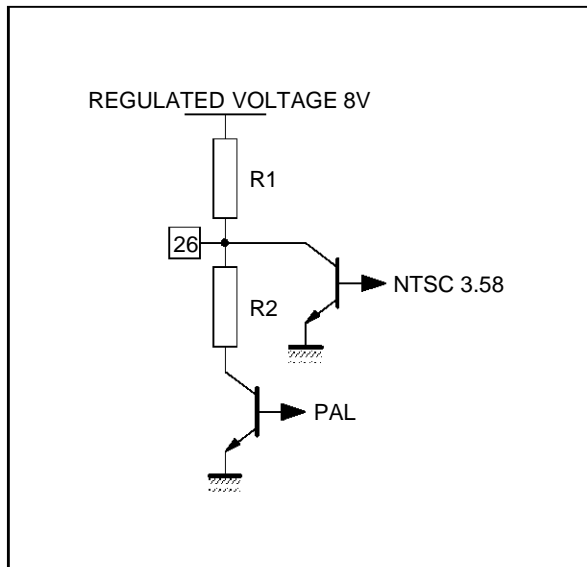 REGULATED VOLTAGE 8V
R1
26
NTSC 3.58
R2
PAL